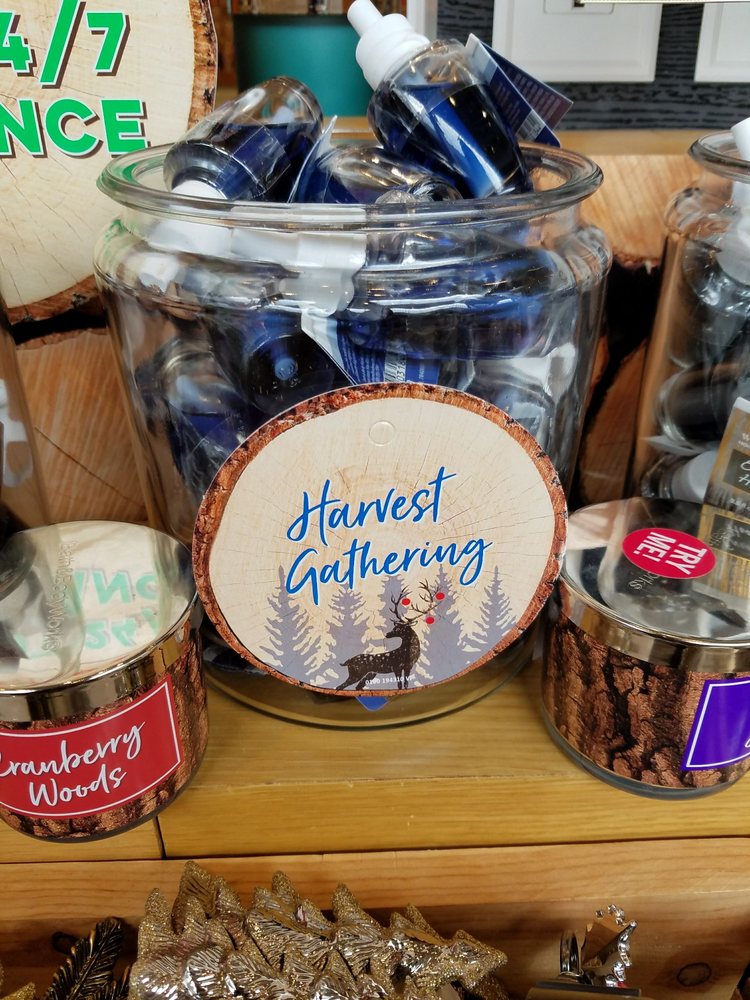 4/7
NCE
Harvest
Gathering
TRY
ME!
Cranberry
Woods